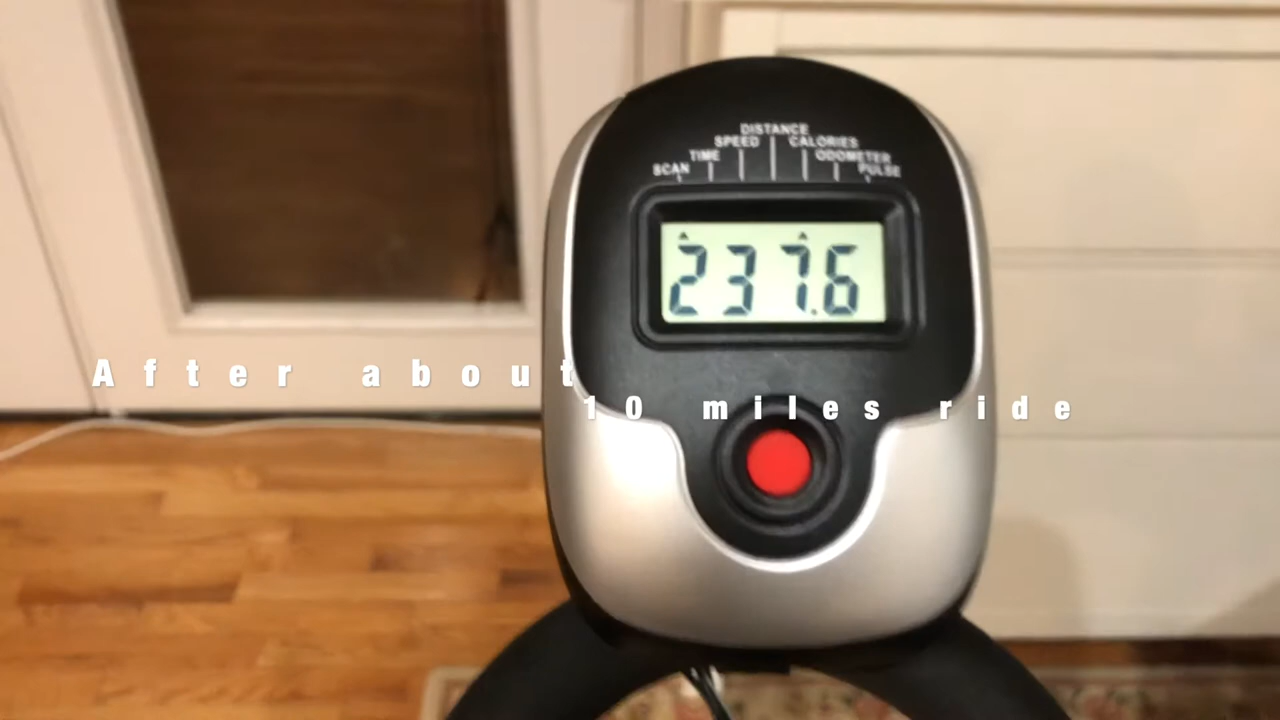 DISTANCE
SPEED CALORIES
TIME ODOMETER
SCAN PULSE
237.6
After about
10 miles ride